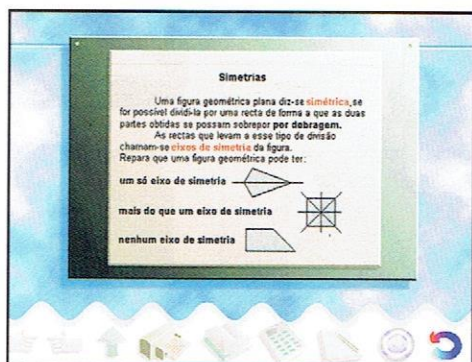 Simetrias
Uma figura geométrica plana diz-se simétrica,se
for possível dividi-la por uma recta de forma a que as duas
partes obtidas se possam sobrepor por dobragem.
As rectas que levam a esse tipo de divisão
chamam-se eixos de simetria da figura.
Repara que uma figura geométrica pode ter:
um só eixo de simetria
mais do que um eixo de simetria
nenhum eixo de simetria